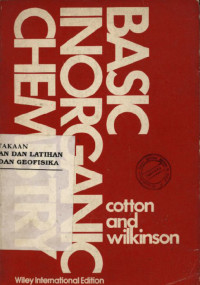 BASIC
INORGANIC
CHEMISTRY
TAKAAN
AN DAN LATIHAN
DAN GEOFISIKA
cotton
and
wilkinson
Wiley International Edition